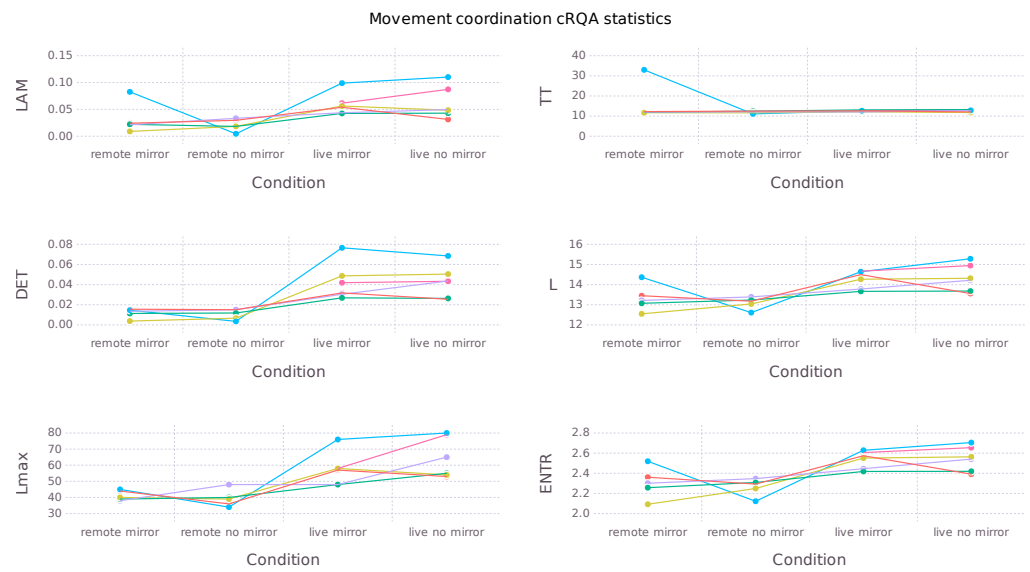 Movement coordination cRQA statistics
LAM
0.15
0.10
0.05
0.00
remote mirror remote no mirror live mirror live no mirror
Condition
TT
40
30
20
10
0
remote mirror remote no mirror live mirror live no mirror
Condition
DET
0.08
0.06
0.04
0.02
0.00
remote mirror remote no mirror live mirror live no mirror
Condition
16
15
14
13
12
remote mirror remote no mirror live mirror live no mirror
Condition
Lmax
80
70
60
50
40
30
remote mirror remote no mirror live mirror live no mirror
Condition
ENTR
2.8
2.6
2.4
2.2
2.0
remote mirror remote no mirror live mirror live no mirror
Condition